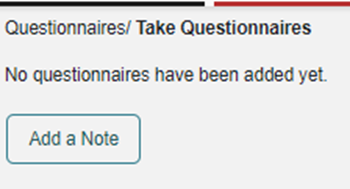 Questionnaires/ Take Questionnaires
No questionnaires have been added yet.
Add a Note